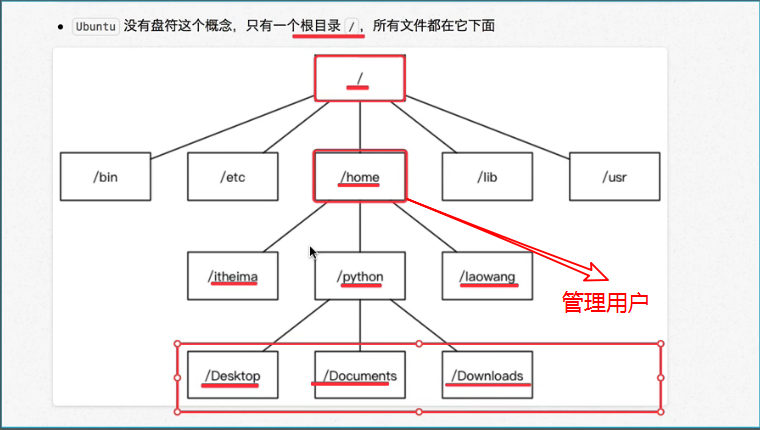 Ubuntu 没有盘符这个概念，只有一个根目录 /，所有文件都在它下面
/
/bin /etc /home /lib /usr
/itheima /python /laowang
管理用户
/Desktop /Documents /Downloads